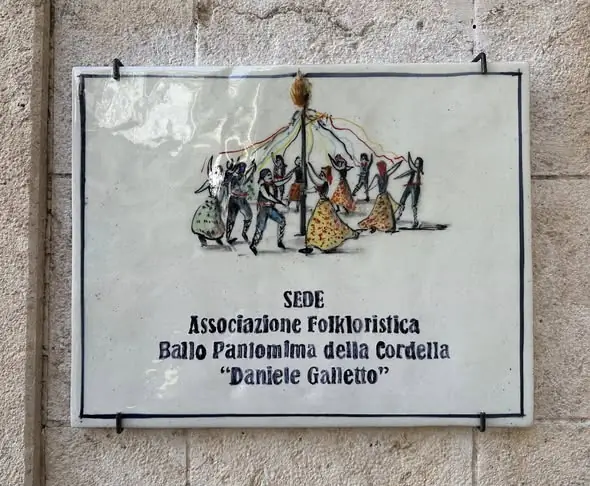 SEDE
Associazione Folkloristica
Ballo Pantomima della Cordella
“Daniele Galletto”